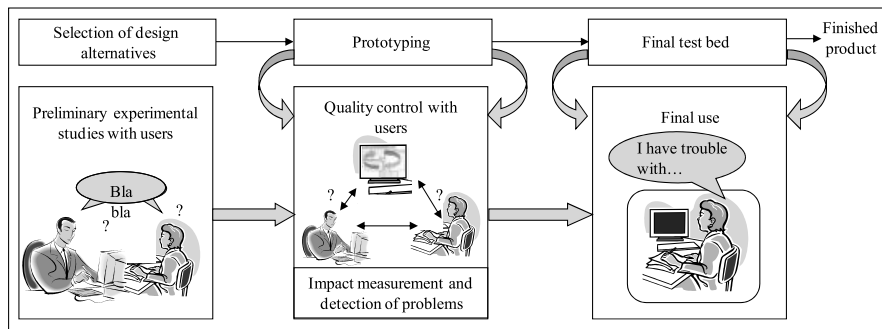 Selection of design
alternatives
Prototyping
Final test bed
Finished
product
Preliminary experimental
studies with users
Bla
bla
?
?
Quality control with
users
?
?
Impact measurement and
detection of problems
Final use
I have trouble
with…